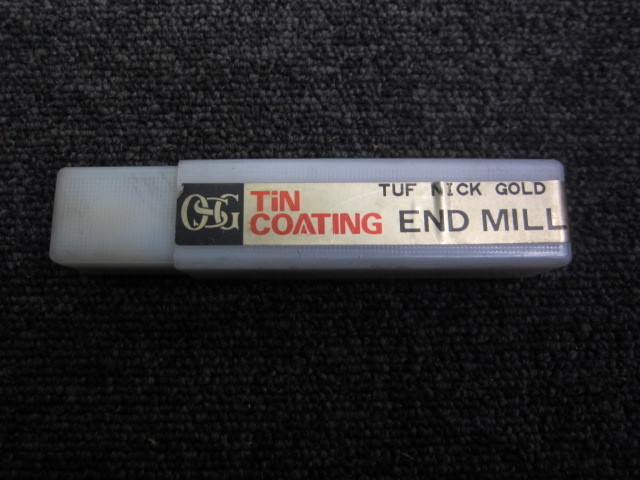 OSG
TiN
COATING
TUF NICK GOLD
END MILL